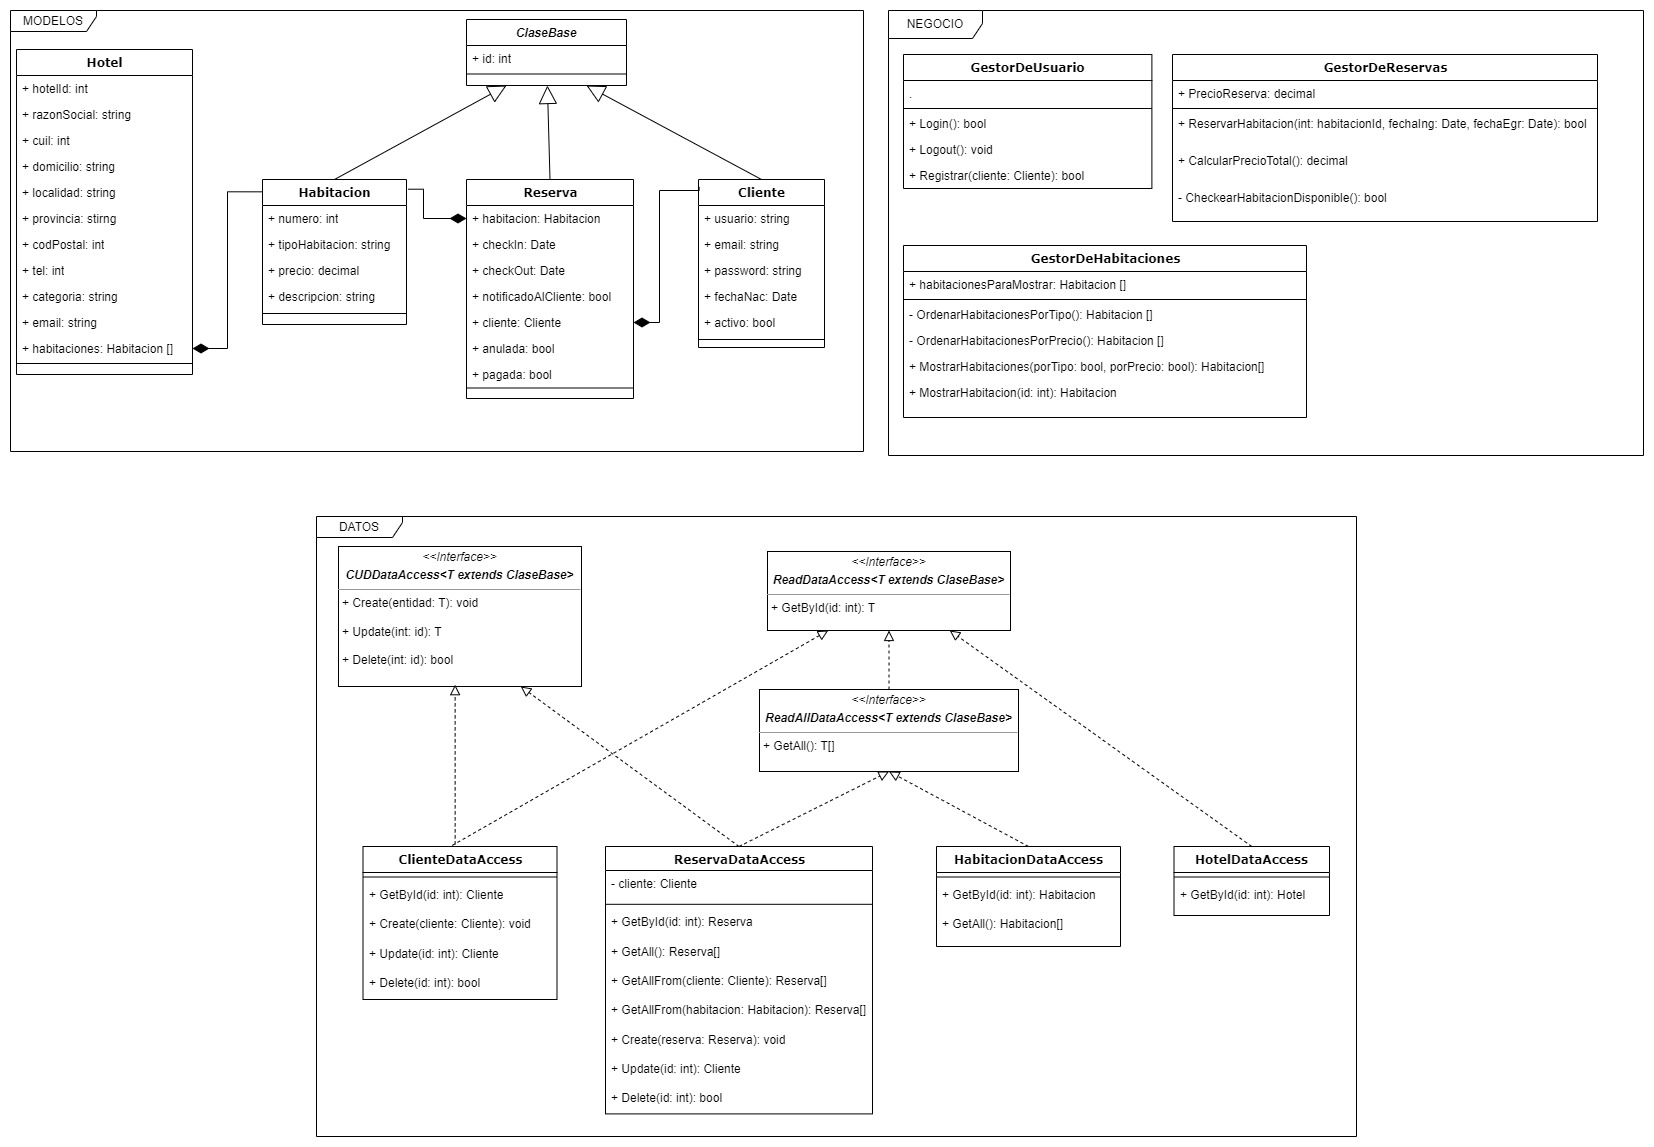 MODELOS
ClaseBase
+ id: int
Hotel
+ hotelId: int
+ razonSocial: string
+ cuil: int
+ domicilio: string
+ localidad: string
+ provincia: stirng
+ codPostal: int
+ tel: int
+ categoria: string
+ email: string
+ habitaciones: Habitacion []
Habitacion
+ numero: int
+ tipoHabitacion: string
+ precio: decimal
+ descripcion: string
Reserva
+ habitacion: Habitacion
+ checkIn: Date
+ checkOut: Date
+ notificadoAlCliente: bool
+ cliente: Cliente
+ anulada: bool
+ pagada: bool
Cliente
+ usuario: string
+ email: string
+ password: string
+ fechaNac: Date
+ activo: bool
NEGOCIO
GestorDeUsuario
.
+ Login(): bool
+ Logout(): void
+ Registrar(cliente: Cliente): bool
GestorDeReservas
+ PrecioReserva: decimal
+ ReservarHabitacion(int: habitacionId, fechaIng: Date, fechaEgr: Date): bool
+ CalcularPrecioTotal(): decimal
- CheckearHabitacionDisponible(): bool
GestorDeHabitaciones
+ habitacionesParaMostrar: Habitacion []
- OrdenarHabitacionesPorTipo(): Habitacion []
- OrdenarHabitacionesPorPrecio(): Habitacion []
+ MostrarHabitaciones(porTipo: bool, porPrecio: bool): Habitacion[]
+ MostrarHabitacion(id: int): Habitacion
DATOS
<<Interface>>
CUDDataAccess<T extends ClaseBase>
+ Create(entidad: T): void
+ Update(int: id): T
+ Delete(int: id): bool
<<Interface>>
ReadDataAccess<T extends ClaseBase>
+ GetById(id: int): T
<<Interface>>
ReadAllDataAccess<T extends ClaseBase>
+ GetAll(): T[]
ClienteDataAccess
+ GetById(id: int): Cliente
+ Create(cliente: Cliente): void
+ Update(id: int): Cliente
+ Delete(id: int): bool
ReservaDataAccess
- cliente: Cliente
+ GetById(id: int): Reserva
+ GetAll(): Reserva[]
+ GetAllFrom(cliente: Cliente): Reserva[]
+ GetAllFrom(habitacion: Habitacion): Reserva[]
+ Create(reserva: Reserva): void
+ Update(id: int): Cliente
+ Delete(id: int): bool
HabitacionDataAccess
+ GetById(id: int): Habitacion
+ GetAll(): Habitacion[]
HotelDataAccess
+ GetById(id: int): Hotel